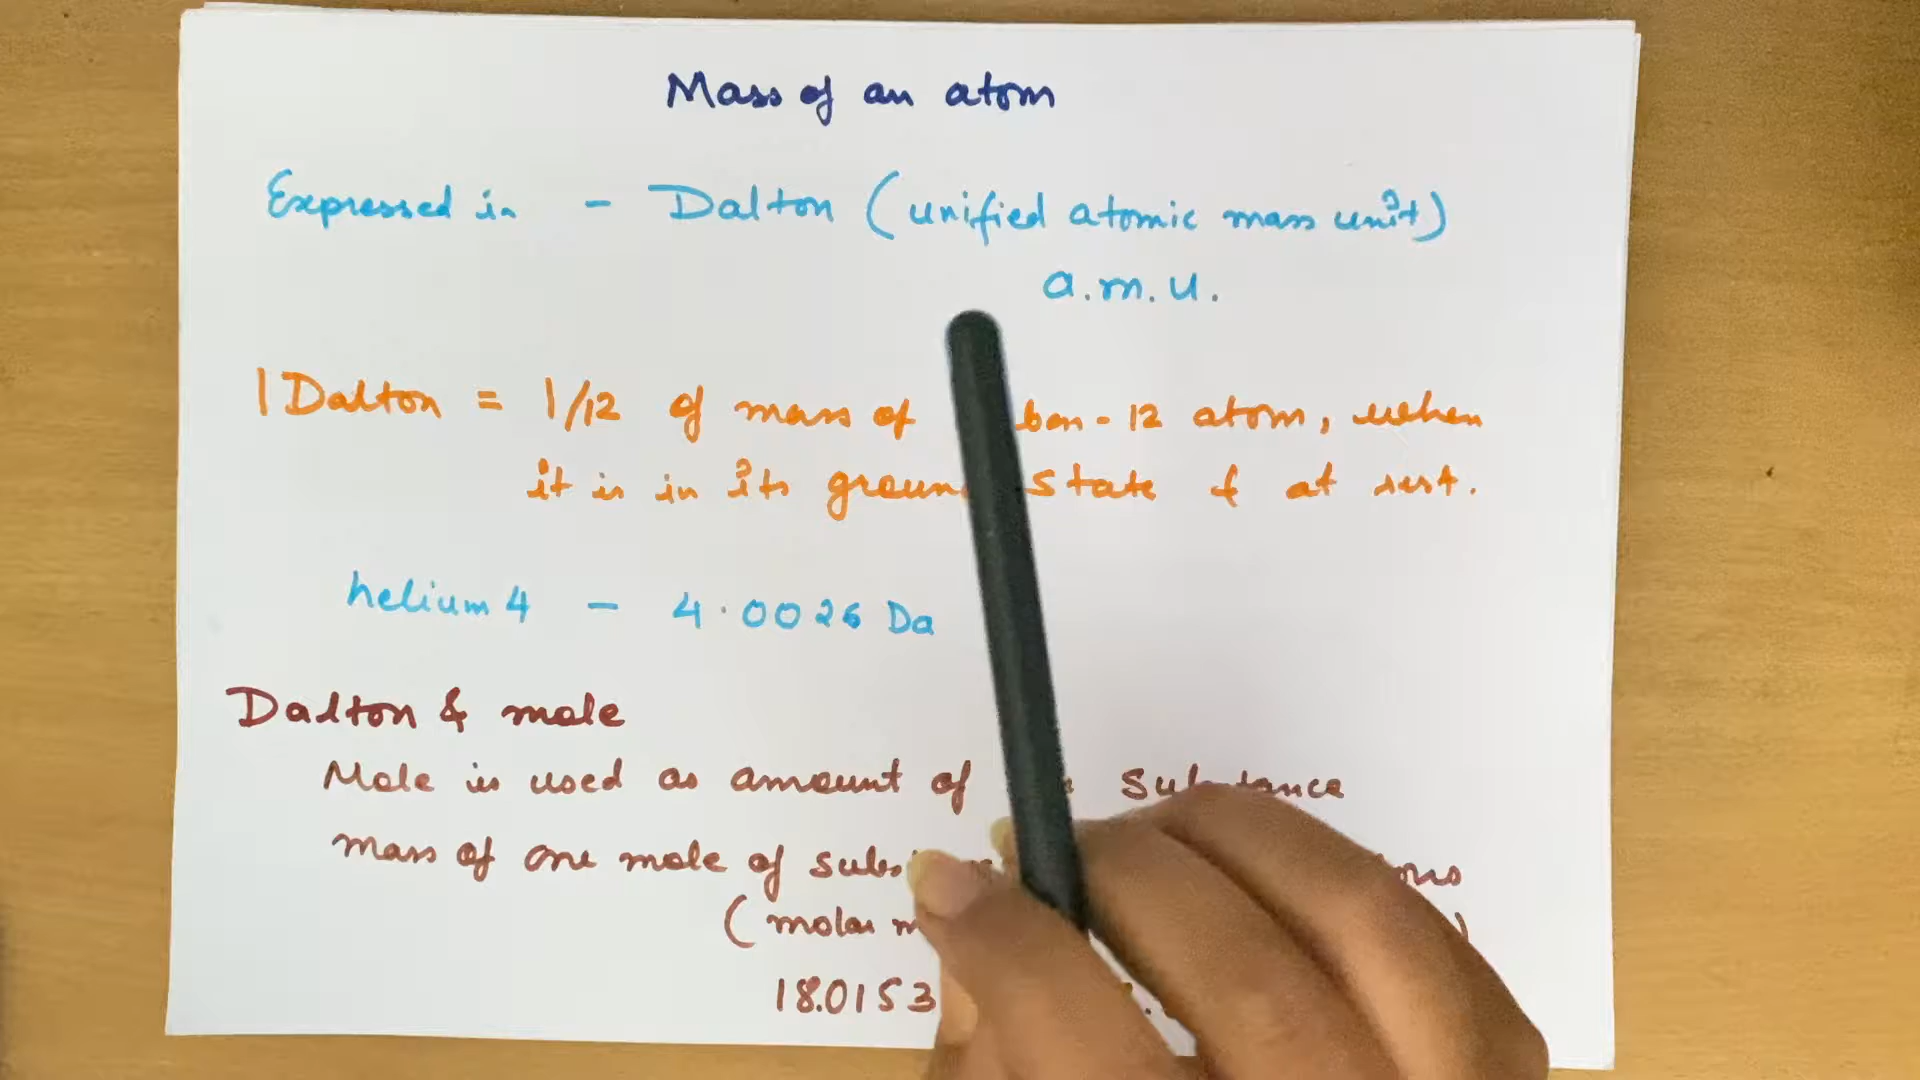 Mass of an atom
Expressed in - Dalton (unified atomic mass unit)
a.m.u.
1 Dalton = 1/12 of mass of bon-12 atom, when
it is in its ground state & at rest.
helium 4 - 4.0026 Da
Dalton & mole
Mole is used as amount of substance
mass of one mole of subs
(molar m )
18.0153